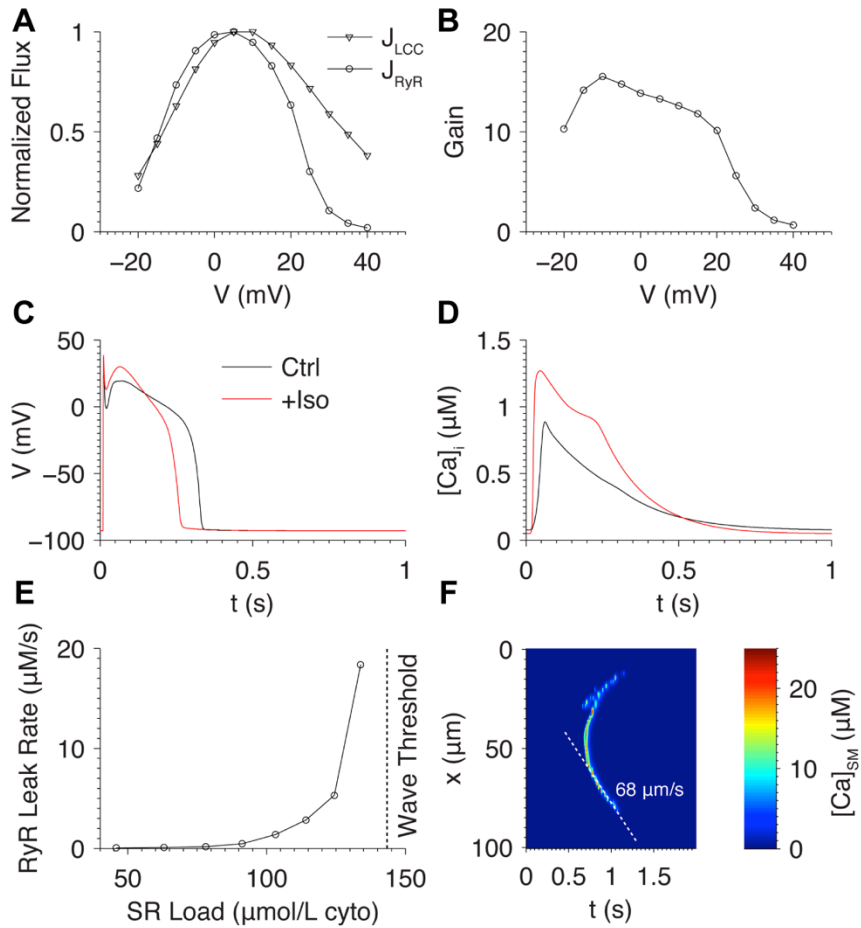 A
Normalized Flux
1
0.5
0
−20
0
20
40
V (mV)
J_LCC
J_RyR
B
Gain
20
10
0
−20
0
20
40
V (mV)
C
V (mV)
50
0
−50
−100
0
0.5
1
t (s)
Ctrl
+Iso
D
[Ca]_i (µM)
1.5
1
0.5
0
0
0.5
1
t (s)
E
RyR Leak Rate (µM/s)
20
10
0
50
100
150
SR Load (µmol/L cyto)
Wave Threshold
F
x (µm)
0
50
100
0
0.5
1
1.5
t (s)
68 µm/s
20
10
0
[Ca]_SM (µM)